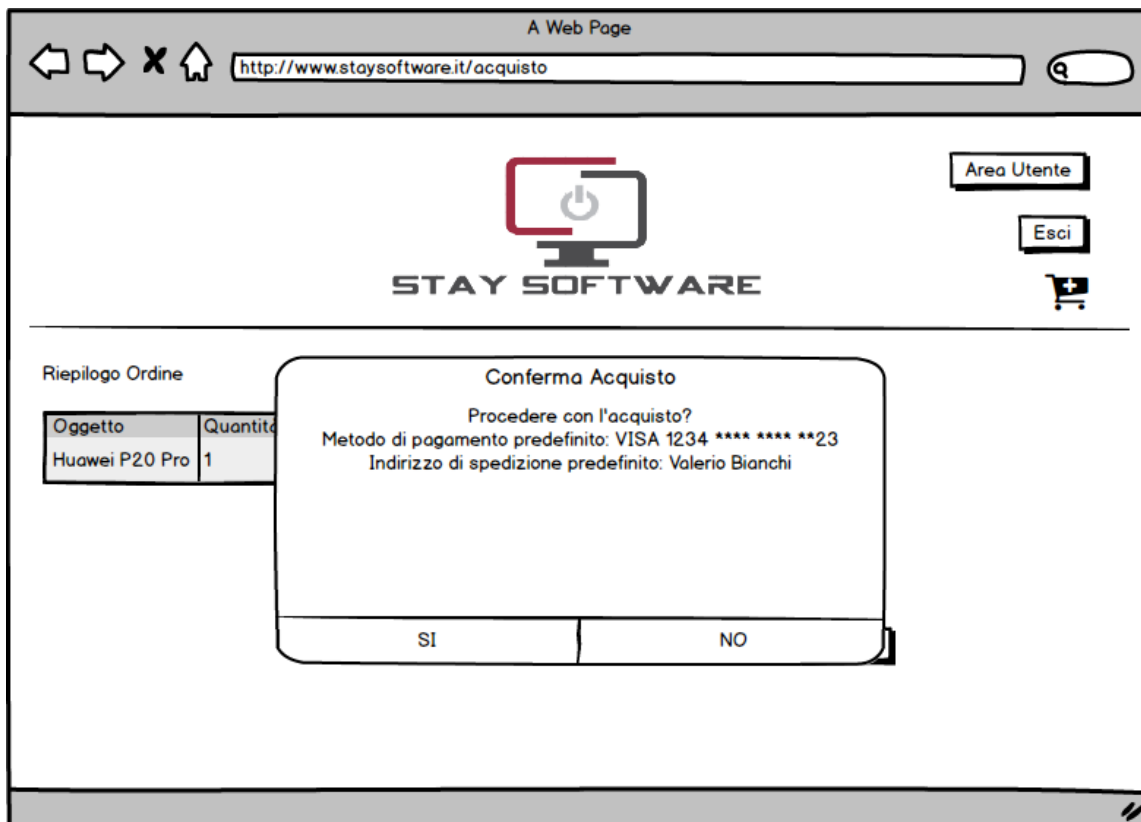 A Web Page
http://www.staysoftware.it/acquisto
Area Utente
Esci
STAY SOFTWARE
Riepilogo Ordine
Conferma Acquisto
Procedere con l'acquisto?
Metodo di pagamento predefinito: VISA 1234 **** **** **23
Indirizzo di spedizione predefinito: Valerio Bianchi
Oggetto Quantità
Huawei P20 Pro 1
SI NO